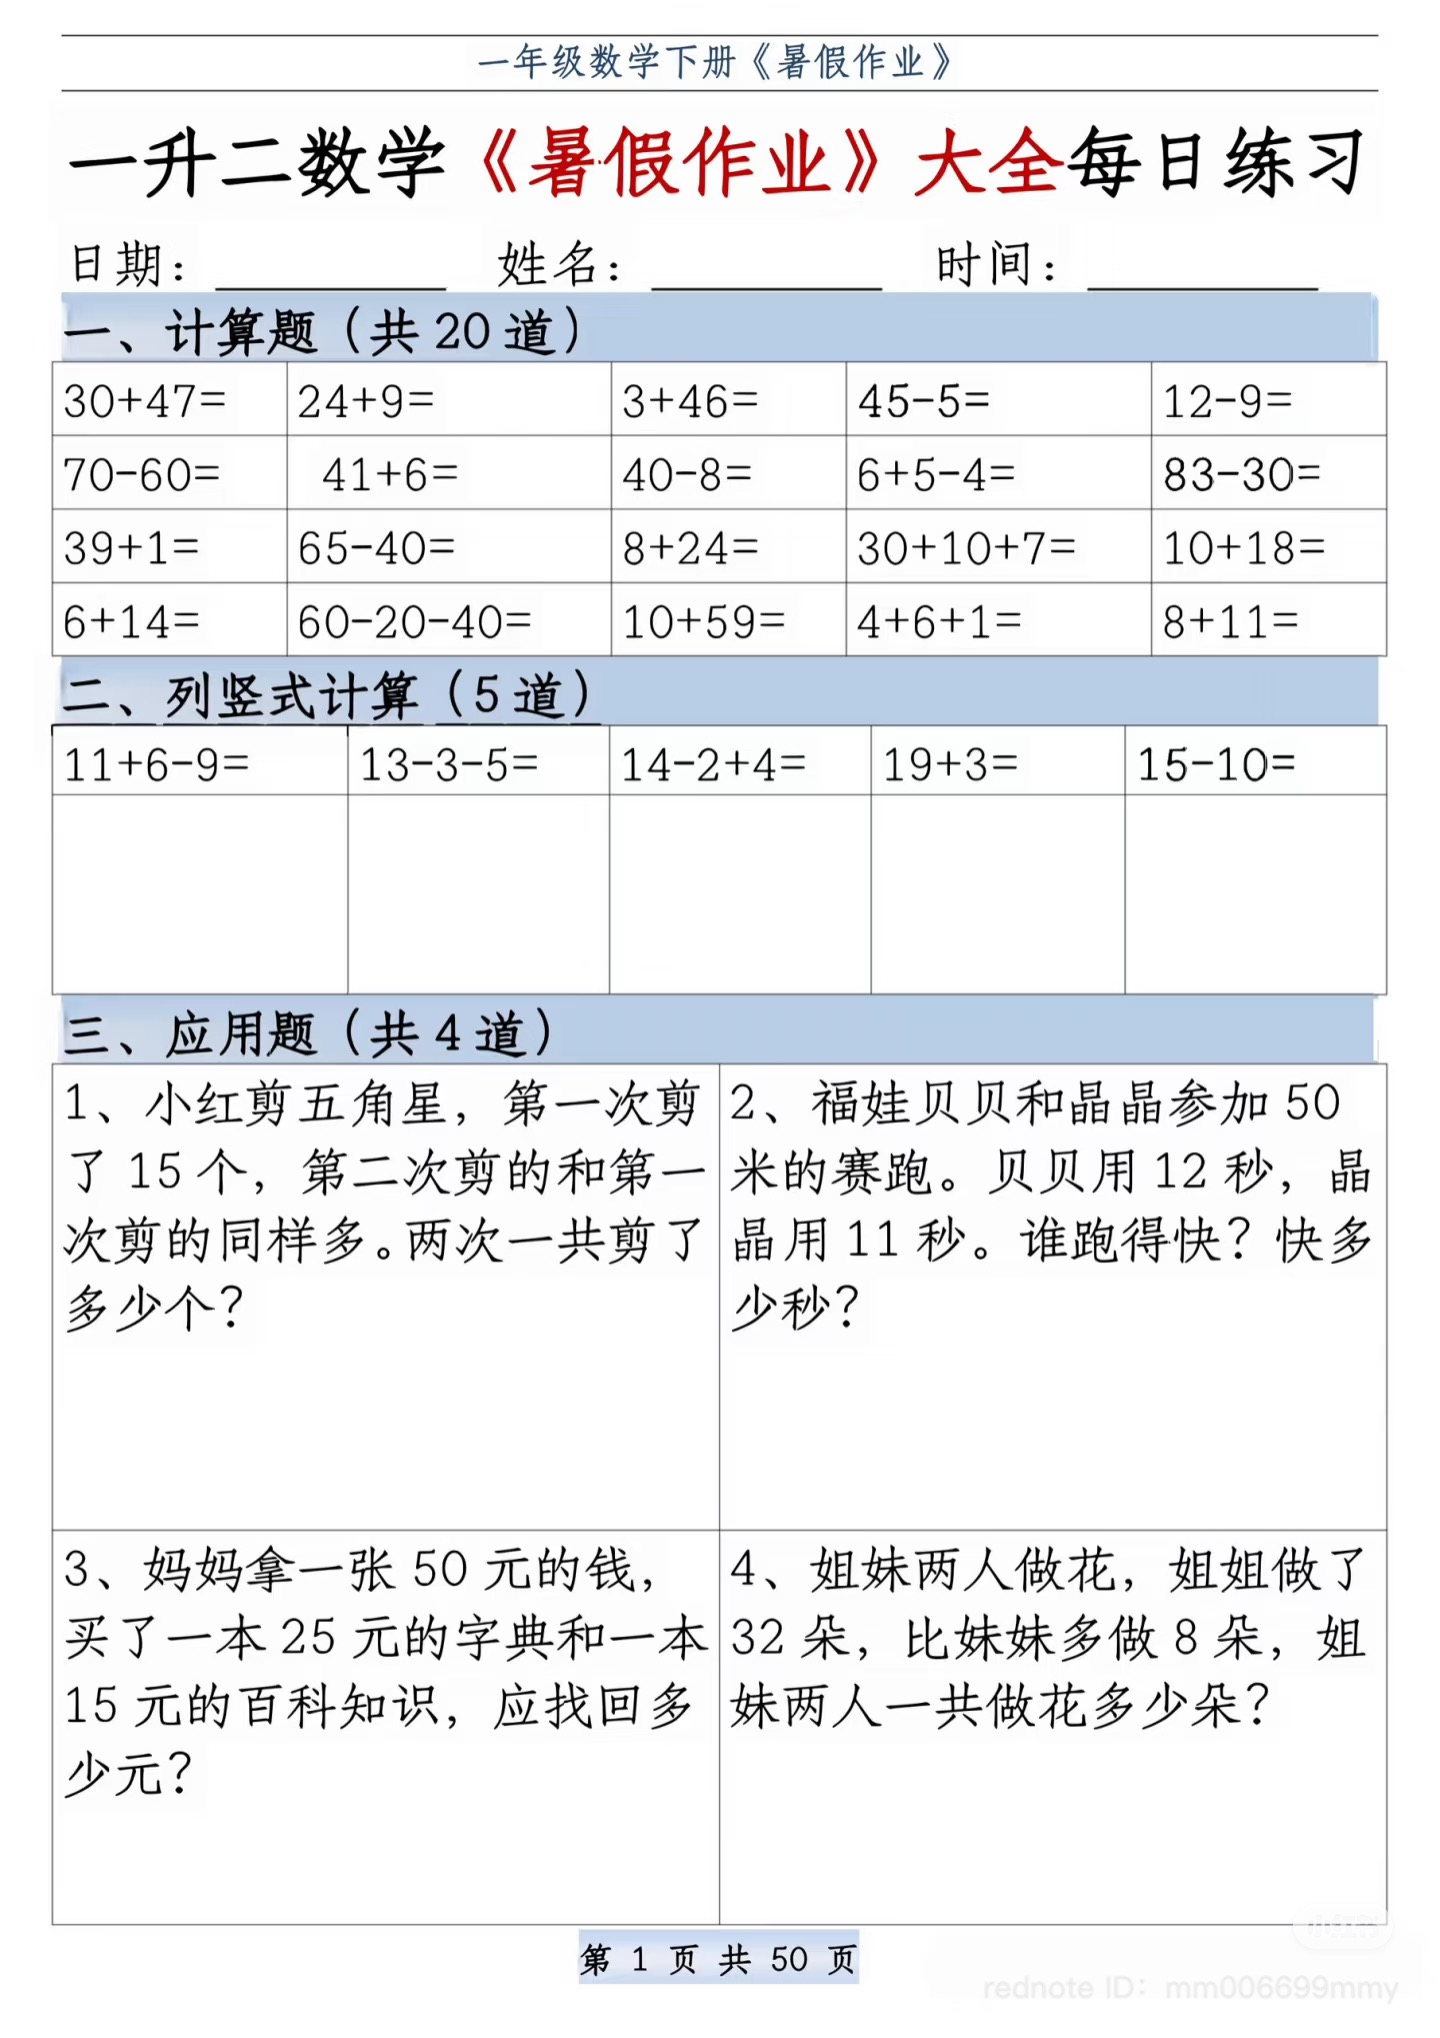 一年级数学下册《暑假作业》
一升二数学《暑假作业》大全每日练习
日期：_________ 姓名：_________ 时间：_________
一、计算题（共 20 道）
30+47= 24+9= 3+46= 45-5= 12-9=
70-60= 41+6= 40-8= 6+5-4= 83-30=
39+1= 65-40= 8+24= 30+10+7= 10+18=
6+14= 60-20-40= 10+59= 4+6+1= 8+11=
二、列竖式计算（5 道）
11+6-9= 13-3-5= 14-2+4= 19+3= 15-10=
三、应用题（共 4 道）
1、小红剪五角星，第一次剪
了 15 个，第二次剪的和第一
次剪的同样多。两次一共剪了
多少个？
2、福娃贝贝和晶晶参加 50
米的赛跑。贝贝用 12 秒，晶
晶用 11 秒。谁跑得快？快多
少秒？
3、妈妈拿一张 50 元的钱，
买了一本 25 元的字典和一本
15 元的百科知识，应找回多
少元？
4、姐妹两人做花，姐姐做了
32 朵，比妹妹多做 8 朵，姐
妹两人一共做花多少朵？
第 1 页 共 50 页
小红书
rednote ID：mm006699mmy